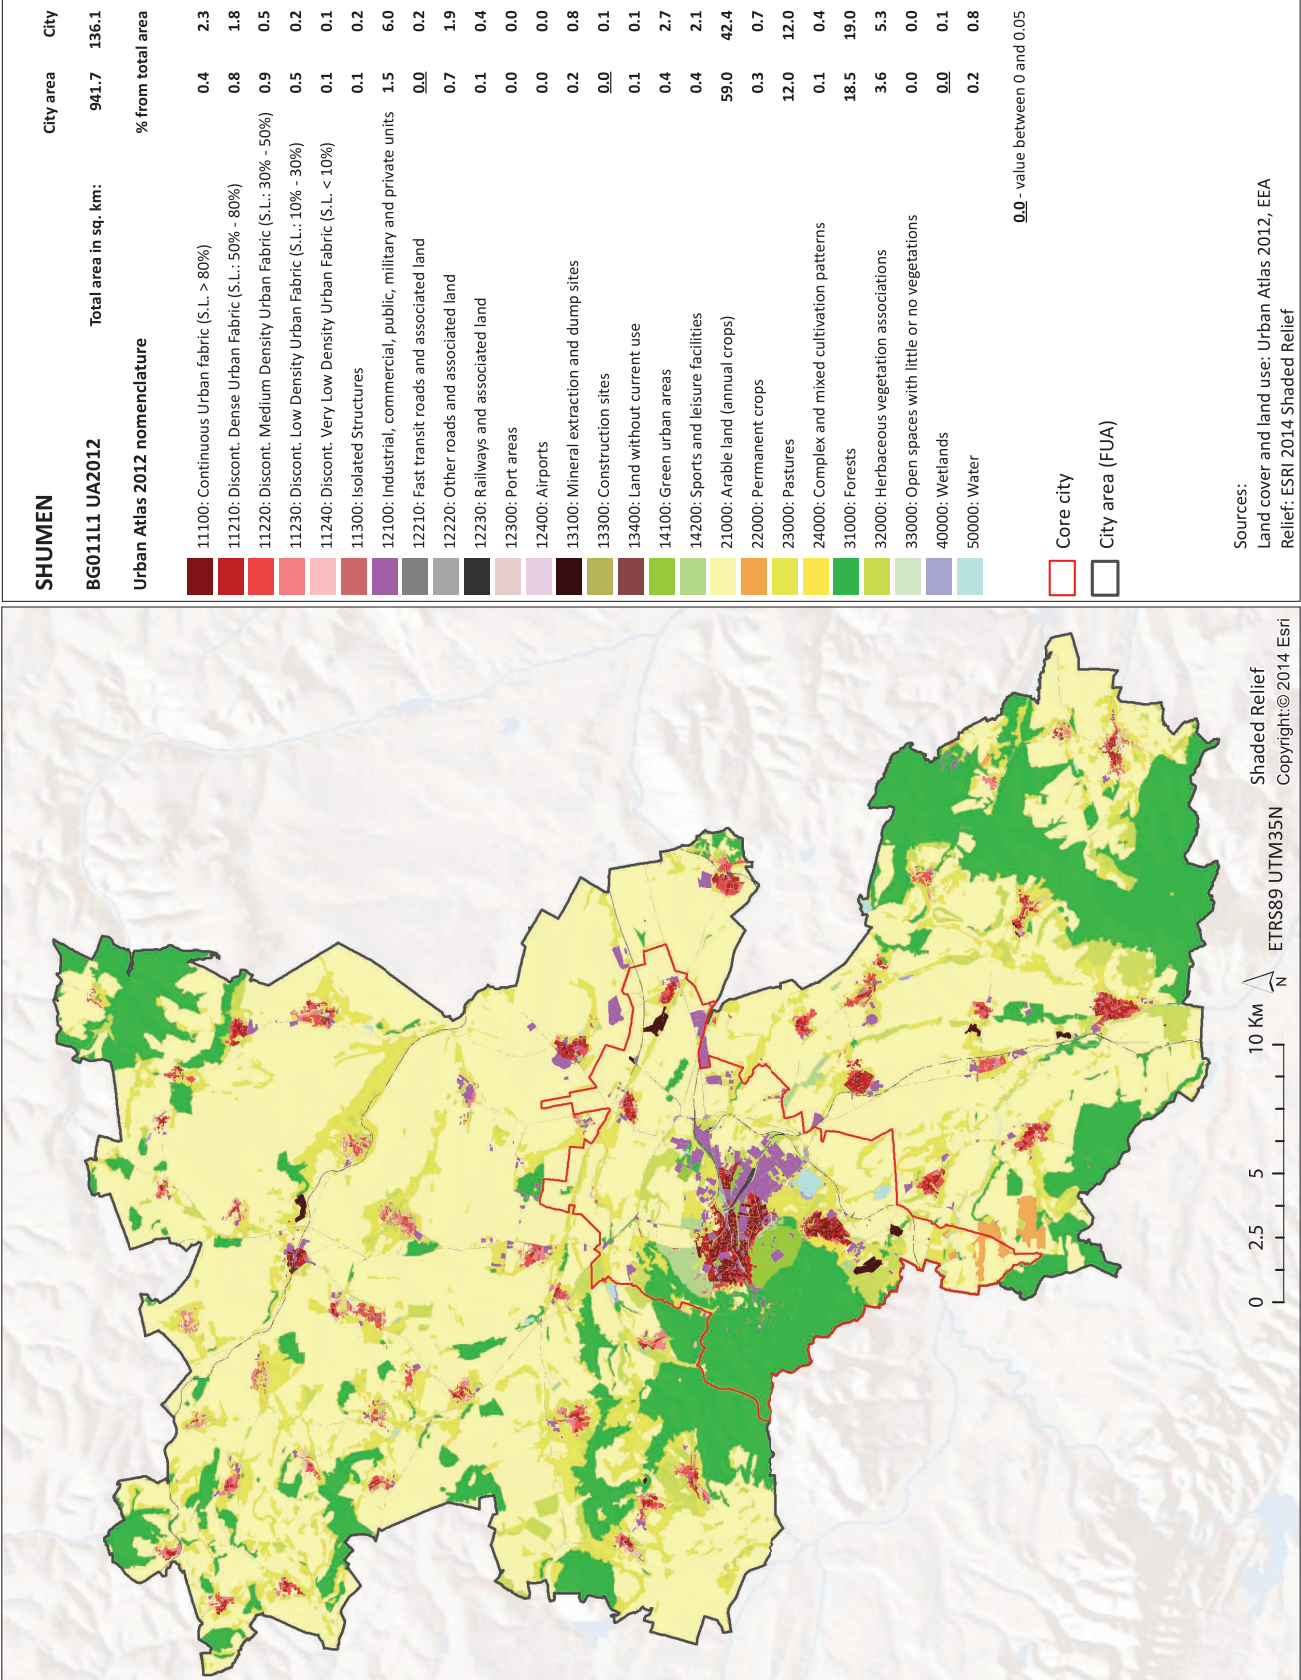 SHUMEN City area City
BG011L1 UA2012 Total area in sq. km: 941.7 136.1
Urban Atlas 2012 nomenclature % from total area
11100: Continuous Urban fabric (S.L. > 80%) 0.4 2.3
11210: Discont. Dense Urban Fabric (S.L.: 50% - 80%) 0.8 1.8
11220: Discont. Medium Density Urban Fabric (S.L.: 30% - 50%) 0.9 0.5
11230: Discont. Low Density Urban Fabric (S.L.: 10% - 30%) 0.5 0.2
11240: Discont. Very Low Density Urban Fabric (S.L. < 10%) 0.1 0.1
11300: Isolated Structures 0.1 0.2
12100: Industrial, commercial, public, military and private units 1.5 6.0
12210: Fast transit roads and associated land 0.0 0.2
12220: Other roads and associated land 0.7 1.9
12230: Railways and associated land 0.1 0.4
12300: Port areas 0.0 0.0
12400: Airports 0.0 0.0
13100: Mineral extraction and dump sites 0.2 0.8
13300: Construction sites 0.0 0.1
13400: Land without current use 0.1 0.1
14100: Green urban areas 0.4 2.7
14200: Sports and leisure facilities 0.4 2.1
21000: Arable land (annual crops) 59.0 42.4
22000: Permanent crops 0.3 0.7
23000: Pastures 12.0 12.0
24000: Complex and mixed cultivation patterns 0.1 0.4
31000: Forests 18.5 19.0
32000: Herbaceous vegetation associations 3.6 5.3
33000: Open spaces with little or no vegetations 0.0 0.0
40000: Wetlands 0.0 0.1
50000: Water 0.2 0.8
0.0 - value between 0 and 0.05
Core city
City area (FUA)
Sources:
Land cover and land use: Urban Atlas 2012, EEA
Relief: ESRI 2014 Shaded Relief
0 2.5 5 10 KM
N
ETRS89 UTM35N
Shaded Relief
Copyright:© 2014 Esri